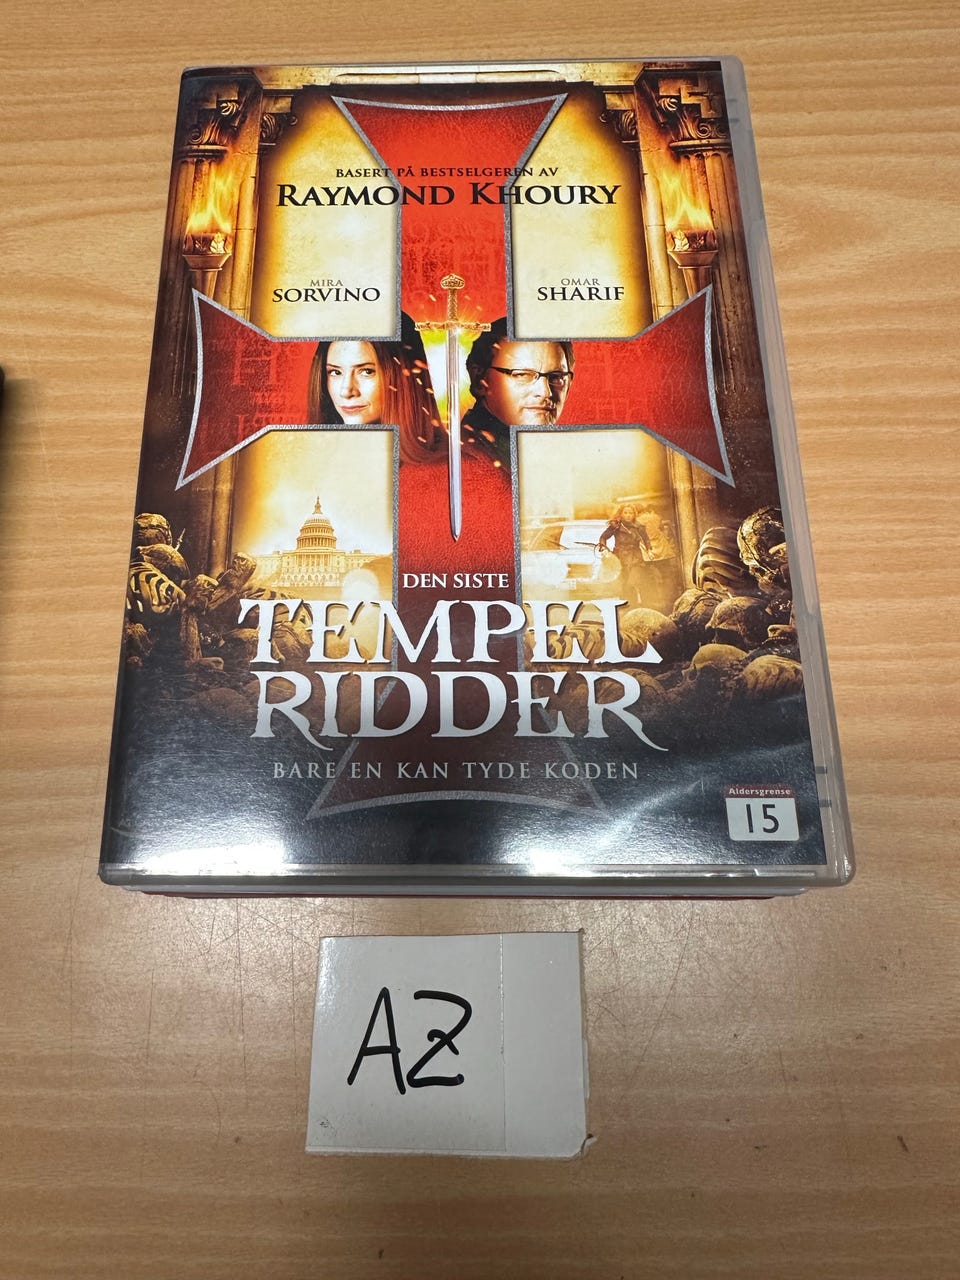 BASERT PÅ BESTSELGEREN AV
RAYMOND KHOURY
MIRA
SORVINO
OMAR
SHARIF
DEN SISTE
TEMPEL
RIDDER
BARE EN KAN TYDE KODEN
Aldersgrense
15
AZ